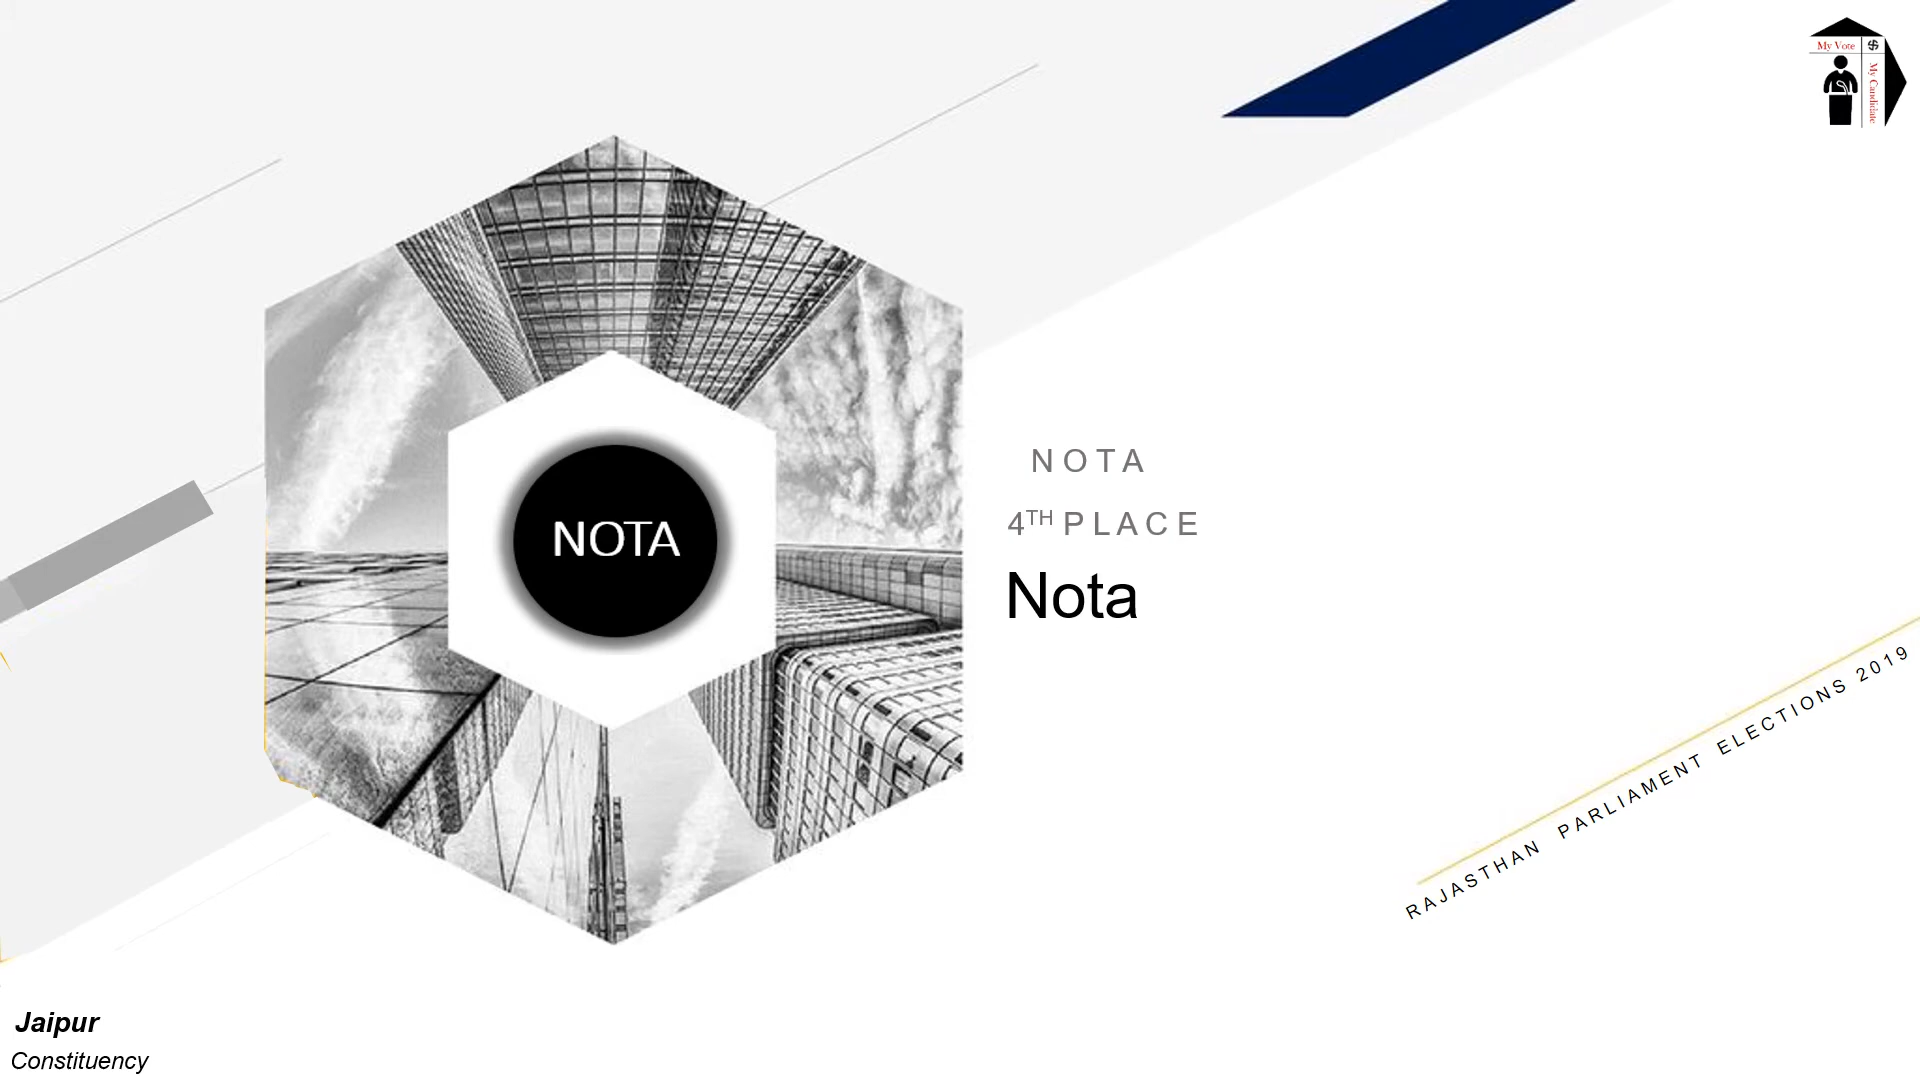 My Vote
My Candidate
NOTA
NOTA
4TH PLACE
Nota
RAJASTHAN PARLIAMENT ELECTIONS 2019
Jaipur
Constituency